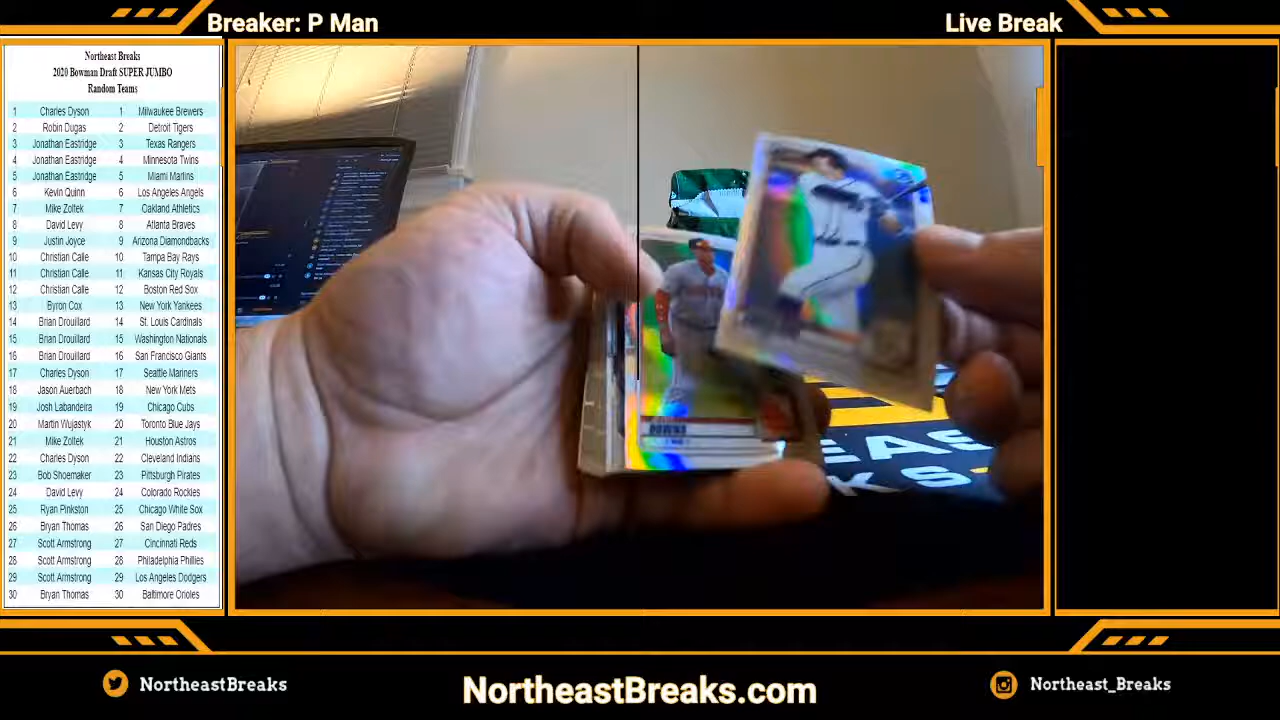 Breaker: P Man
Live Break
Northeast Breaks
2020 Bowman Draft SUPER JUMBO
Random Teams
1 Charles Dyson 1 Milwaukee Brewers
2 Robin Dugas 2 Detroit Tigers
3 Jonathan Eastridge 3 Texas Rangers
4 Jonathan Eastridge 4 Minnesota Twins
5 Jonathan Eastridge 5 Miami Marlins
6 Kevin Quinn 6 Los Angeles Angels
7 Mike Zoltek 7 Oakland Athletics
8 David Levy 8 Atlanta Braves
9 Justin Joyce 9 Arizona Diamondbacks
10 Christian Calle 10 Tampa Bay Rays
11 Christian Calle 11 Kansas City Royals
12 Christian Calle 12 Boston Red Sox
13 Byron Cox 13 New York Yankees
14 Brian Drouillard 14 St. Louis Cardinals
15 Brian Drouillard 15 Washington Nationals
16 Brian Drouillard 16 San Francisco Giants
17 Charles Dyson 17 Seattle Mariners
18 Jason Auerbach 18 New York Mets
19 Josh Labandeira 19 Chicago Cubs
20 Martin Wujastyk 20 Toronto Blue Jays
21 Mike Zoltek 21 Houston Astros
22 Charles Dyson 22 Cleveland Indians
23 Bob Shoemaker 23 Pittsburgh Pirates
24 David Levy 24 Colorado Rockies
25 Ryan Pinkston 25 Chicago White Sox
26 Bryan Thomas 26 San Diego Padres
27 Scott Armstrong 27 Cincinnati Reds
28 Scott Armstrong 28 Philadelphia Phillies
29 Scott Armstrong 29 Los Angeles Dodgers
30 Bryan Thomas 30 Baltimore Orioles
DOWNS
EAS
K S
NortheastBreaks
NortheastBreaks.com
Northeast_Breaks